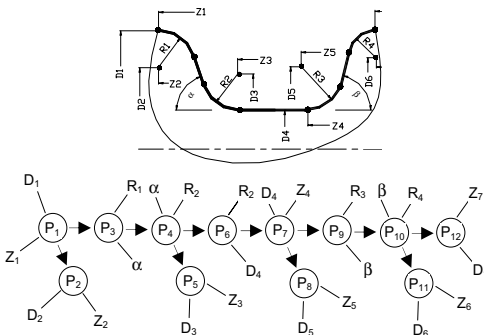 Z1
R1
Z2
D1
D2
α
R2
Z3
D3
D4
Z5
D5
R3
Z4
β
D6
R4
D1 R1 α R2 R2 D4 Z4 R3 β R4 Z7
P1 P3 P4 P6 P7 P9 P10 P12
Z1 α D4 β D
P2 P5 P8 P11
D2 Z2 D3 Z3 D5 Z5 D6 Z6